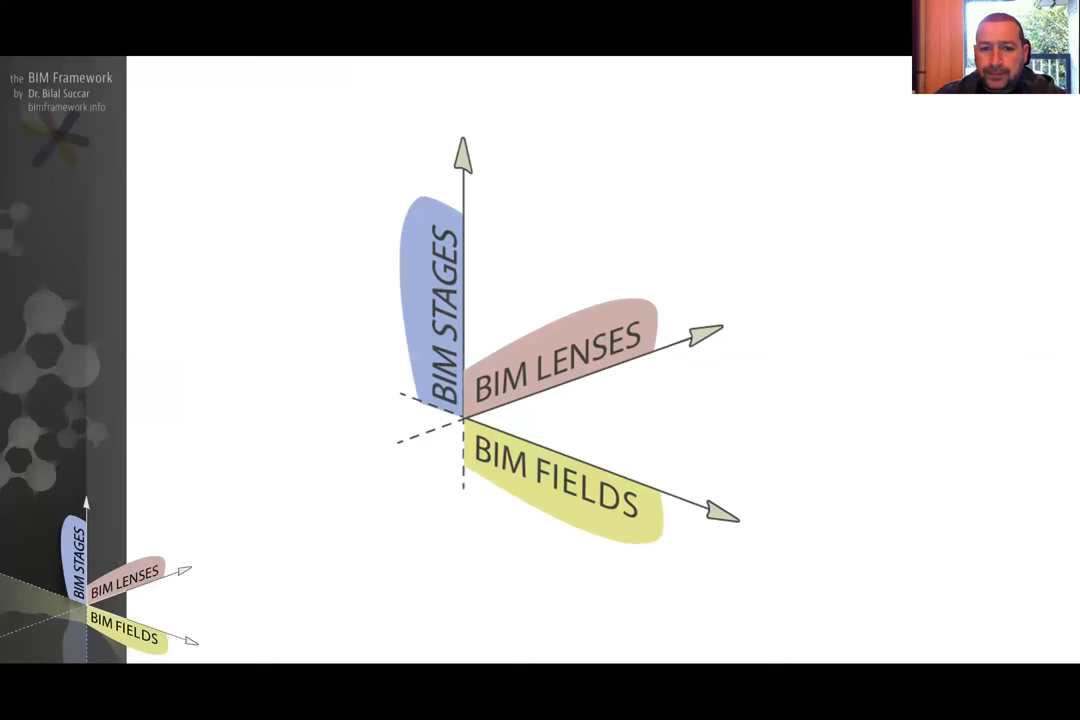 the BIM Framework
by Dr. Bilal Succar
bimframework.info
BIM STAGES
BIM LENSES
BIM FIELDS
BIM STAGES
BIM LENSES
BIM FIELDS